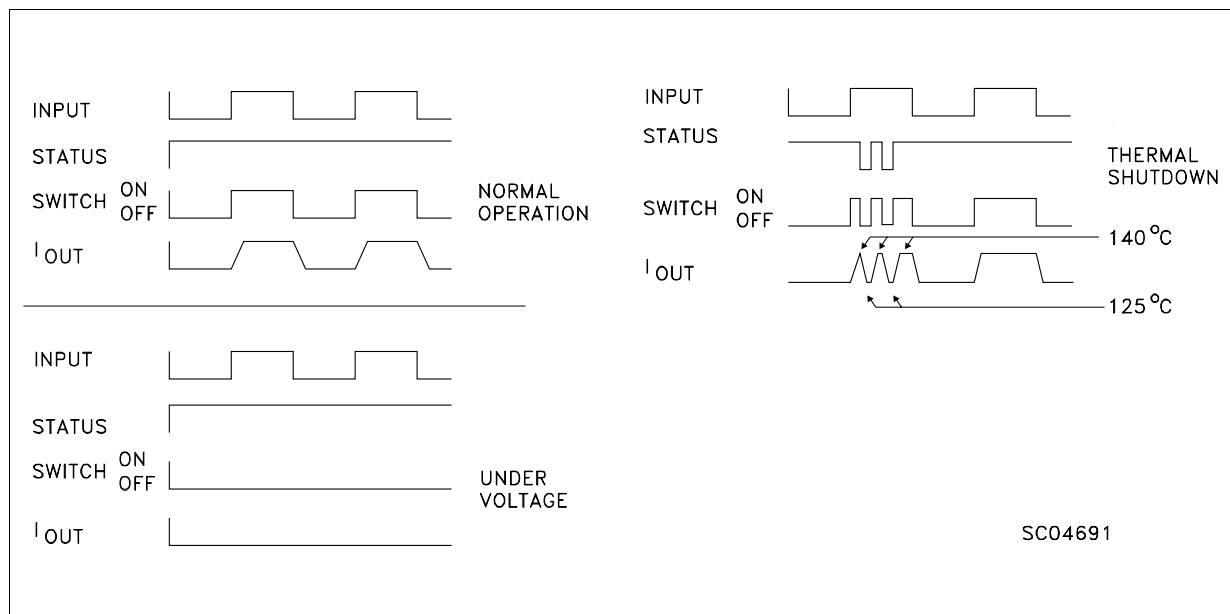 INPUT
STATUS
SWITCH ON
OFF
I OUT
NORMAL
OPERATION
INPUT
STATUS
SWITCH ON
OFF
I OUT
UNDER
VOLTAGE
INPUT
STATUS
SWITCH ON
OFF
I OUT
THERMAL
SHUTDOWN
140°C
125°C
SC04691